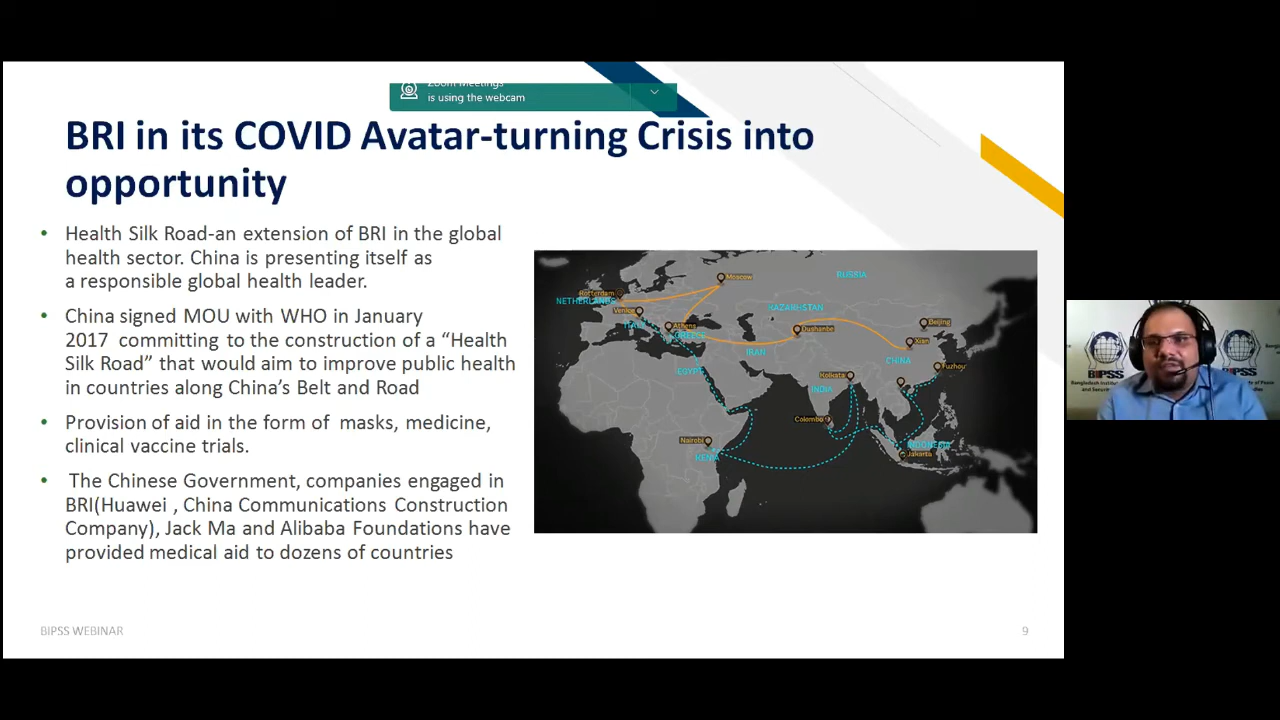 Zoom Meetings
is using the webcam
BRI in its COVID Avatar-turning Crisis into
opportunity
• Health Silk Road-an extension of BRI in the global
health sector. China is presenting itself as
a responsible global health leader.
• China signed MOU with WHO in January
2017 committing to the construction of a “Health
Silk Road” that would aim to improve public health
in countries along China’s Belt and Road
• Provision of aid in the form of masks, medicine,
clinical vaccine trials.
• The Chinese Government, companies engaged in
BRI(Huawei , China Communications Construction
Company), Jack Ma and Alibaba Foundations have
provided medical aid to dozens of countries
Moscow
RUSSIA
Rotterdam
NETHERLANDS
Venice
ITALY
KAZAKHSTAN
Athens
GREECE
Dushanbe
Beijing
Xian
IRAN
CHINA
EGYPT
Kolkata
Fuzhou
INDIA
Colombo
Nairobi
KENIA
INDONESIA
Jakarta
BIPSS
BIPSS
BIPSS WEBINAR
9